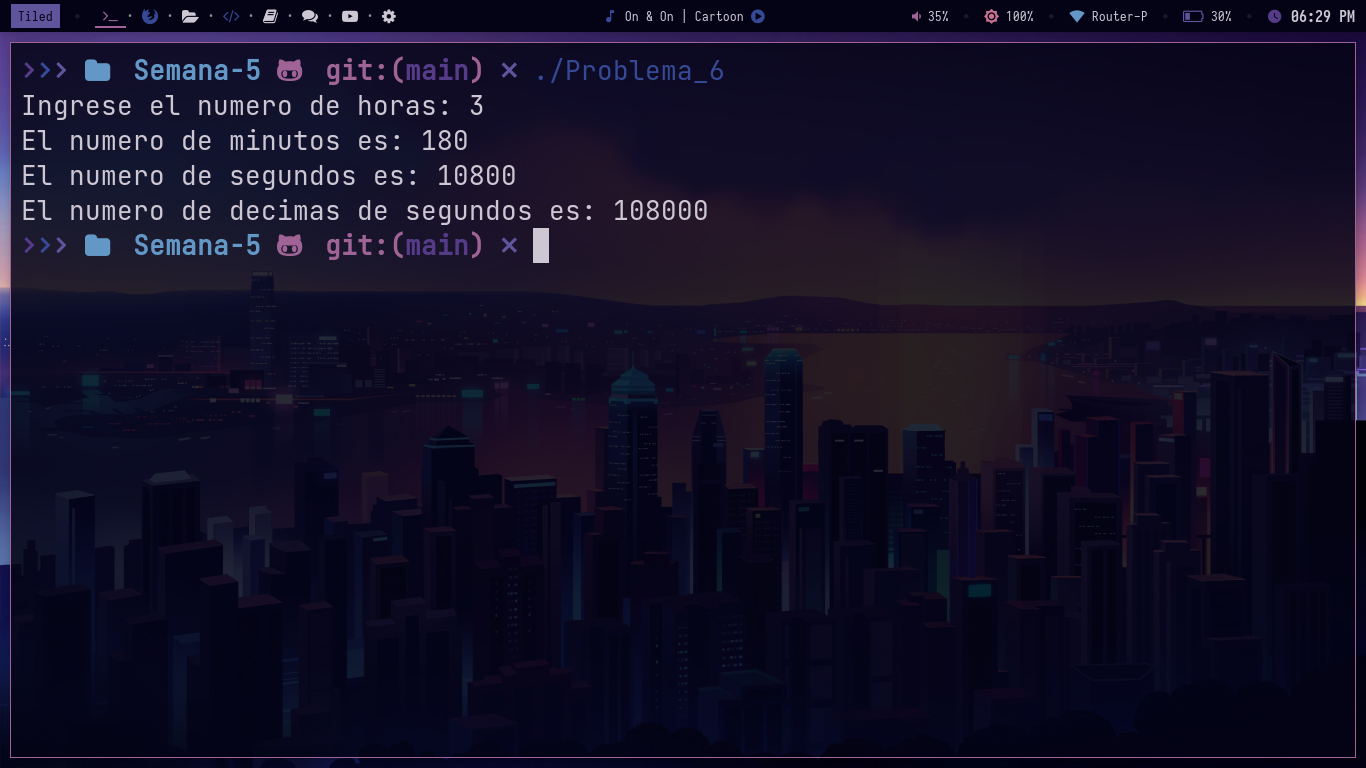 Tiled
On & On | Cartoon
35%
100%
Router-P
30%
06:29 PM
>>> Semana-5 git:(main) × ./Problema_6
Ingrese el numero de horas: 3
El numero de minutos es: 180
El numero de segundos es: 10800
El numero de decimas de segundos es: 108000
>>> Semana-5 git:(main) ×